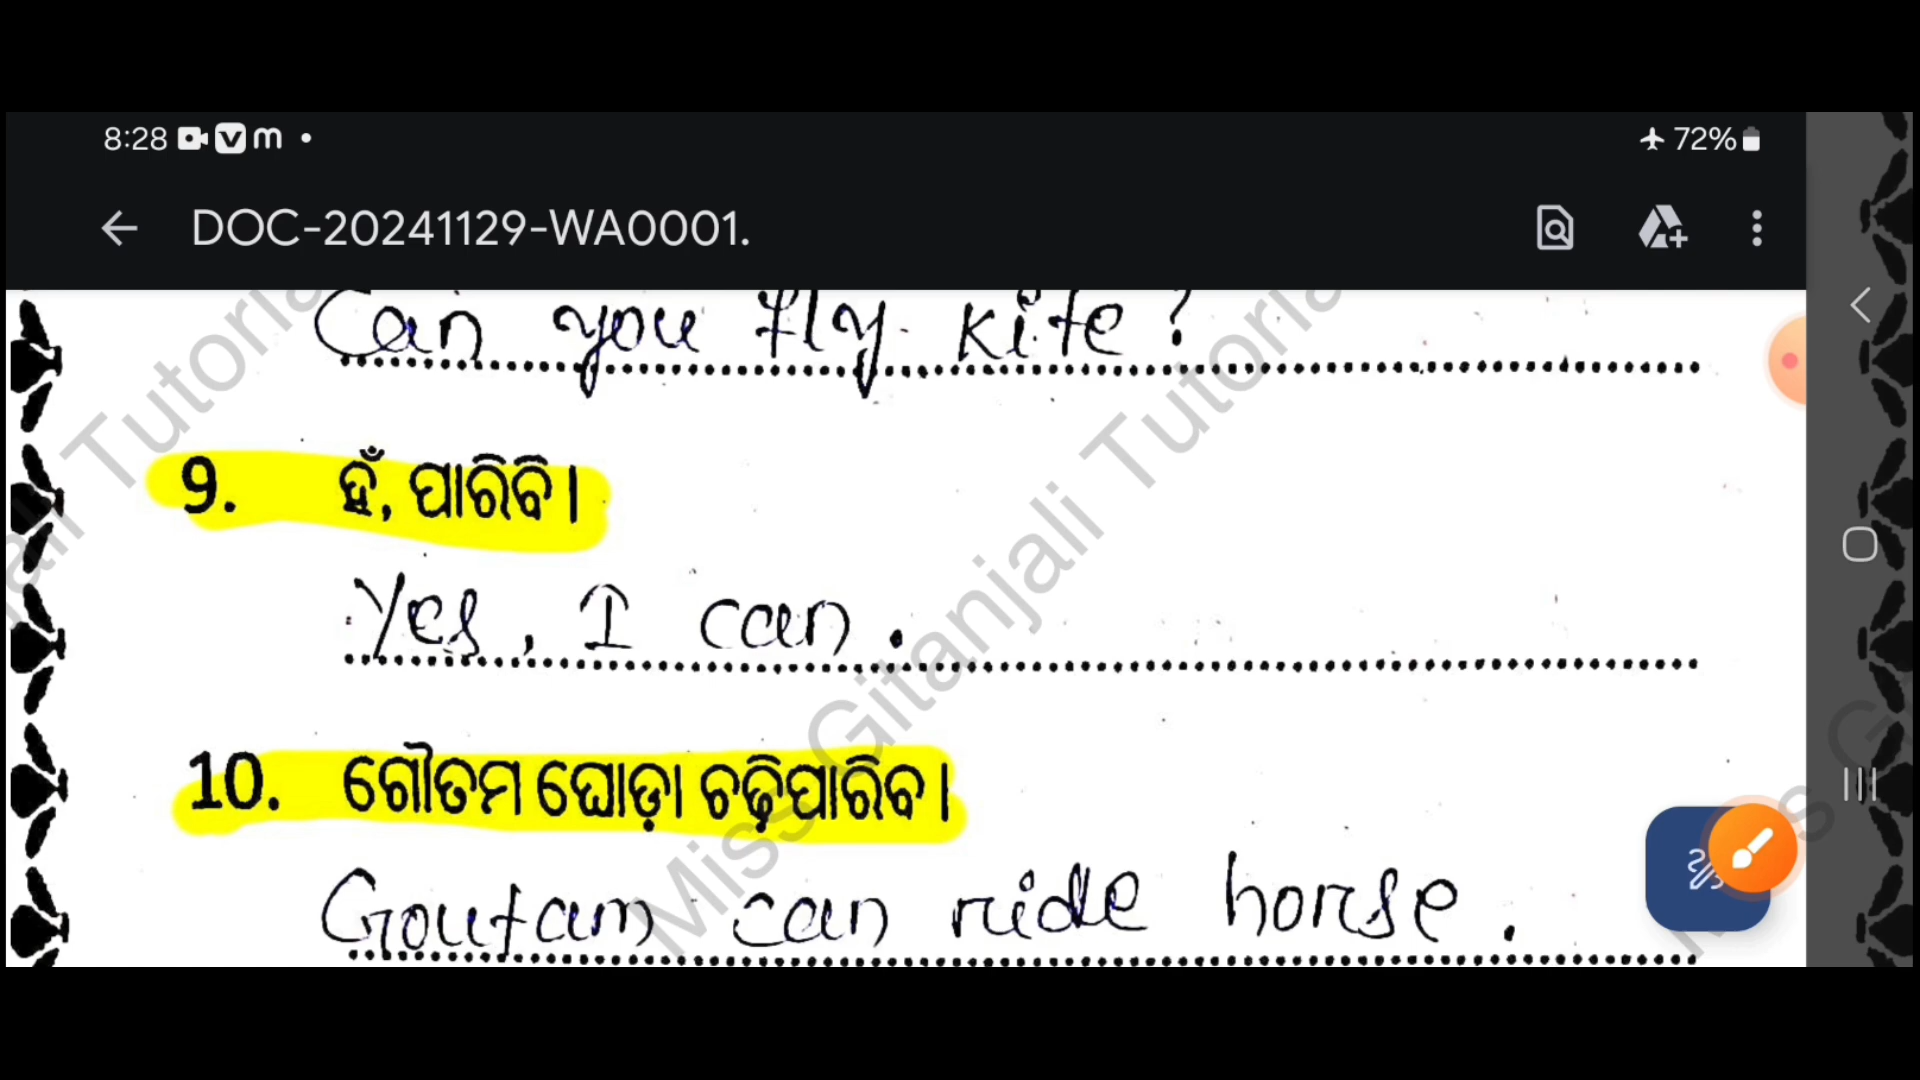 8:28 m •
72%
DOC-20241129-WA0001.
Can you fly kite?
9. ହଁ, ପାରିବି।
Yes, I can.
10. ଗୌତମ ଘୋଡ଼ା ଚଢ଼ିପାରିବ।
Goutam can ride horse.
Miss Gitanjali Tutoria